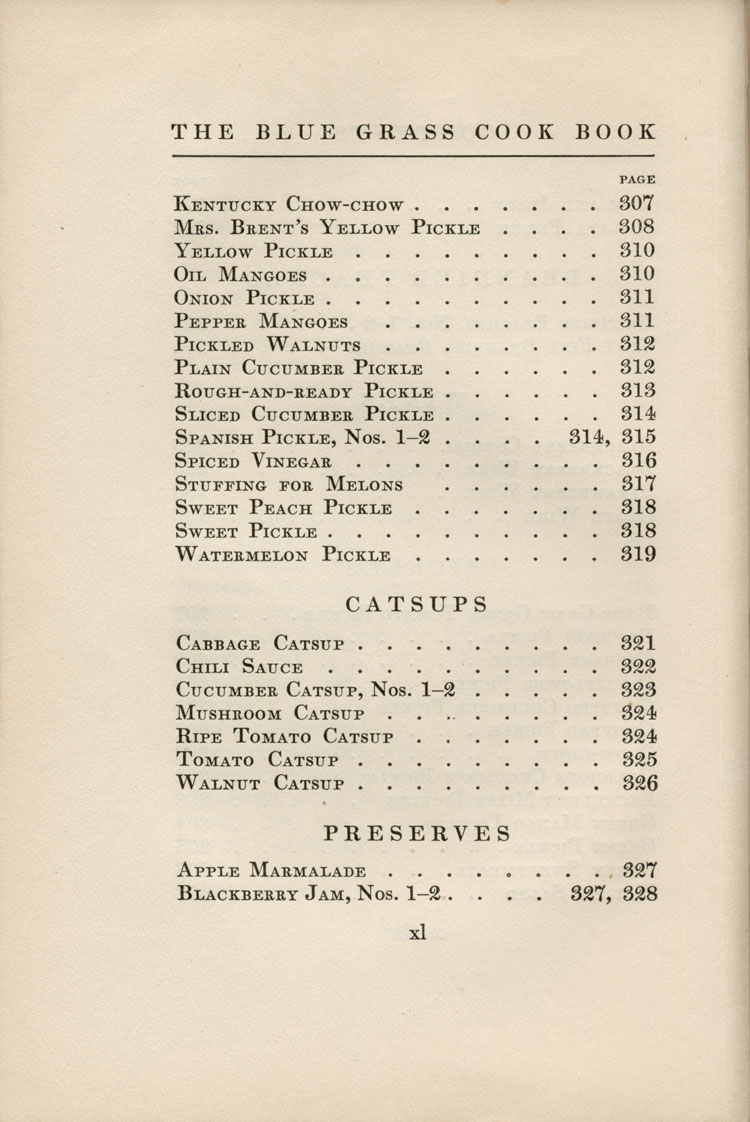 THE BLUE GRASS COOK BOOK
PAGE
KENTUCKY CHOW-CHOW . . . . . . . 307
MRS. BRENT'S YELLOW PICKLE . . . . 308
YELLOW PICKLE . . . . . . . . . 310
OIL MANGOES . . . . . . . . . . 310
ONION PICKLE . . . . . . . . . . 311
PEPPER MANGOES . . . . . . . 311
PICKLED WALNUTS . . . . . . . . . 312
PLAIN CUCUMBER PICKLE . . . . . . 312
ROUGH-AND-READY PICKLE . . . . . . 313
SLICED CUCUMBER PICKLE . . . . . . 314
SPANISH PICKLE, NOS. 1–2 . . . . 314, 315
SPICED VINEGAR . . . . . . . . . 316
STUFFING FOR MELONS . . . . . . 317
SWEET PEACH PICKLE . . . . . . . 318
SWEET PICKLE . . . . . . . . . . 318
WATERMELON PICKLE . . . . . . . 319
CATSUPS
CABBAGE CATSUP . . . . . . . . . 321
CHILI SAUCE . . . . . . . . . . 322
CUCUMBER CATSUP, NOS. 1–2 . . . . . 323
MUSHROOM CATSUP . . . . . . . . 324
RIPE TOMATO CATSUP . . . . . . . 324
TOMATO CATSUP . . . . . . . . . 325
WALNUT CATSUP . . . . . . . . . 326
PRESERVES
APPLE MARMALADE . . . . . . . . 327
BLACKBERRY JAM, NOS. 1–2 . . . . 327, 328
xl